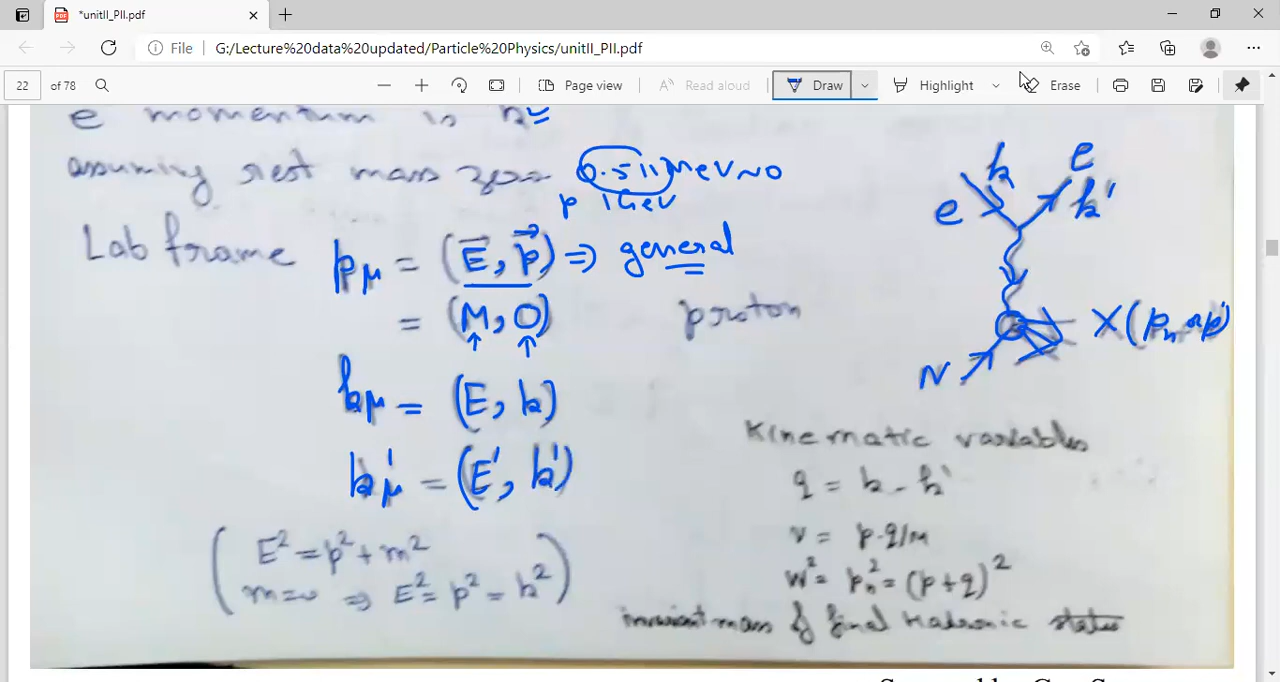 *unitII_PII.pdf
File G:/Lecture%20data%20updated/Particle%20Physics/unitII_PII.pdf
22 of 78 Page view Read aloud Draw Highlight Erase
e momentum is k
assuming rest mass zero 0.511 MeV ~ 0
p 1 GeV
Lab frame pμ = (E, p) ⇒ general
= (M, 0) proton
kμ = (E, k)
k'μ = (E', k')
(E² = p² + m²
m=0 ⇒ E² = p² = k²)
k e
e k'
X(pₙ or p')
N
Kinematic variables
q = k - k'
ν = p·q/M
W² = pₙ² = (p+q)²
invariant mass of final hadronic states